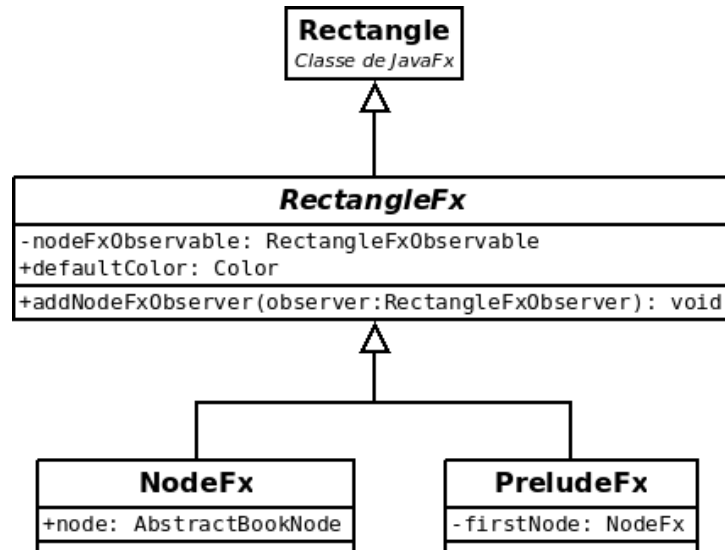 Rectangle
Classe de JavaFx
RectangleFx
-nodeFxObservable: RectangleFxObservable
+defaultColor: Color
+addNodeFxObserver(observer:RectangleFxObserver): void
NodeFx
+node: AbstractBookNode
PreludeFx
-firstNode: NodeFx